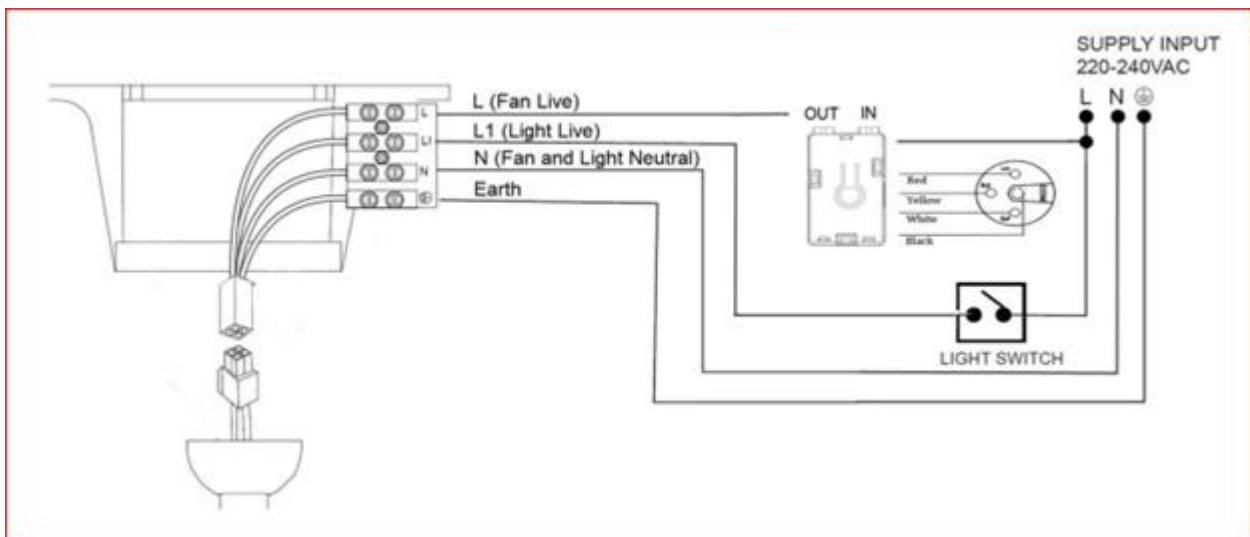 SUPPLY INPUT
220-240VAC
L N
L (Fan Live)
OUT IN
L
L1 (Light Live)
L1
N (Fan and Light Neutral)
N
Earth
Red
Yellow
White
Black
LIGHT SWITCH